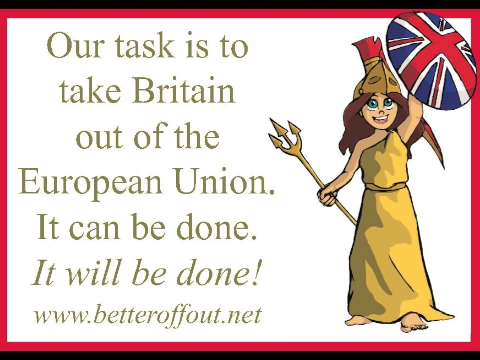 Our task is to
take Britain
out of the
European Union.
It can be done.
It will be done!
www.betteroffout.net